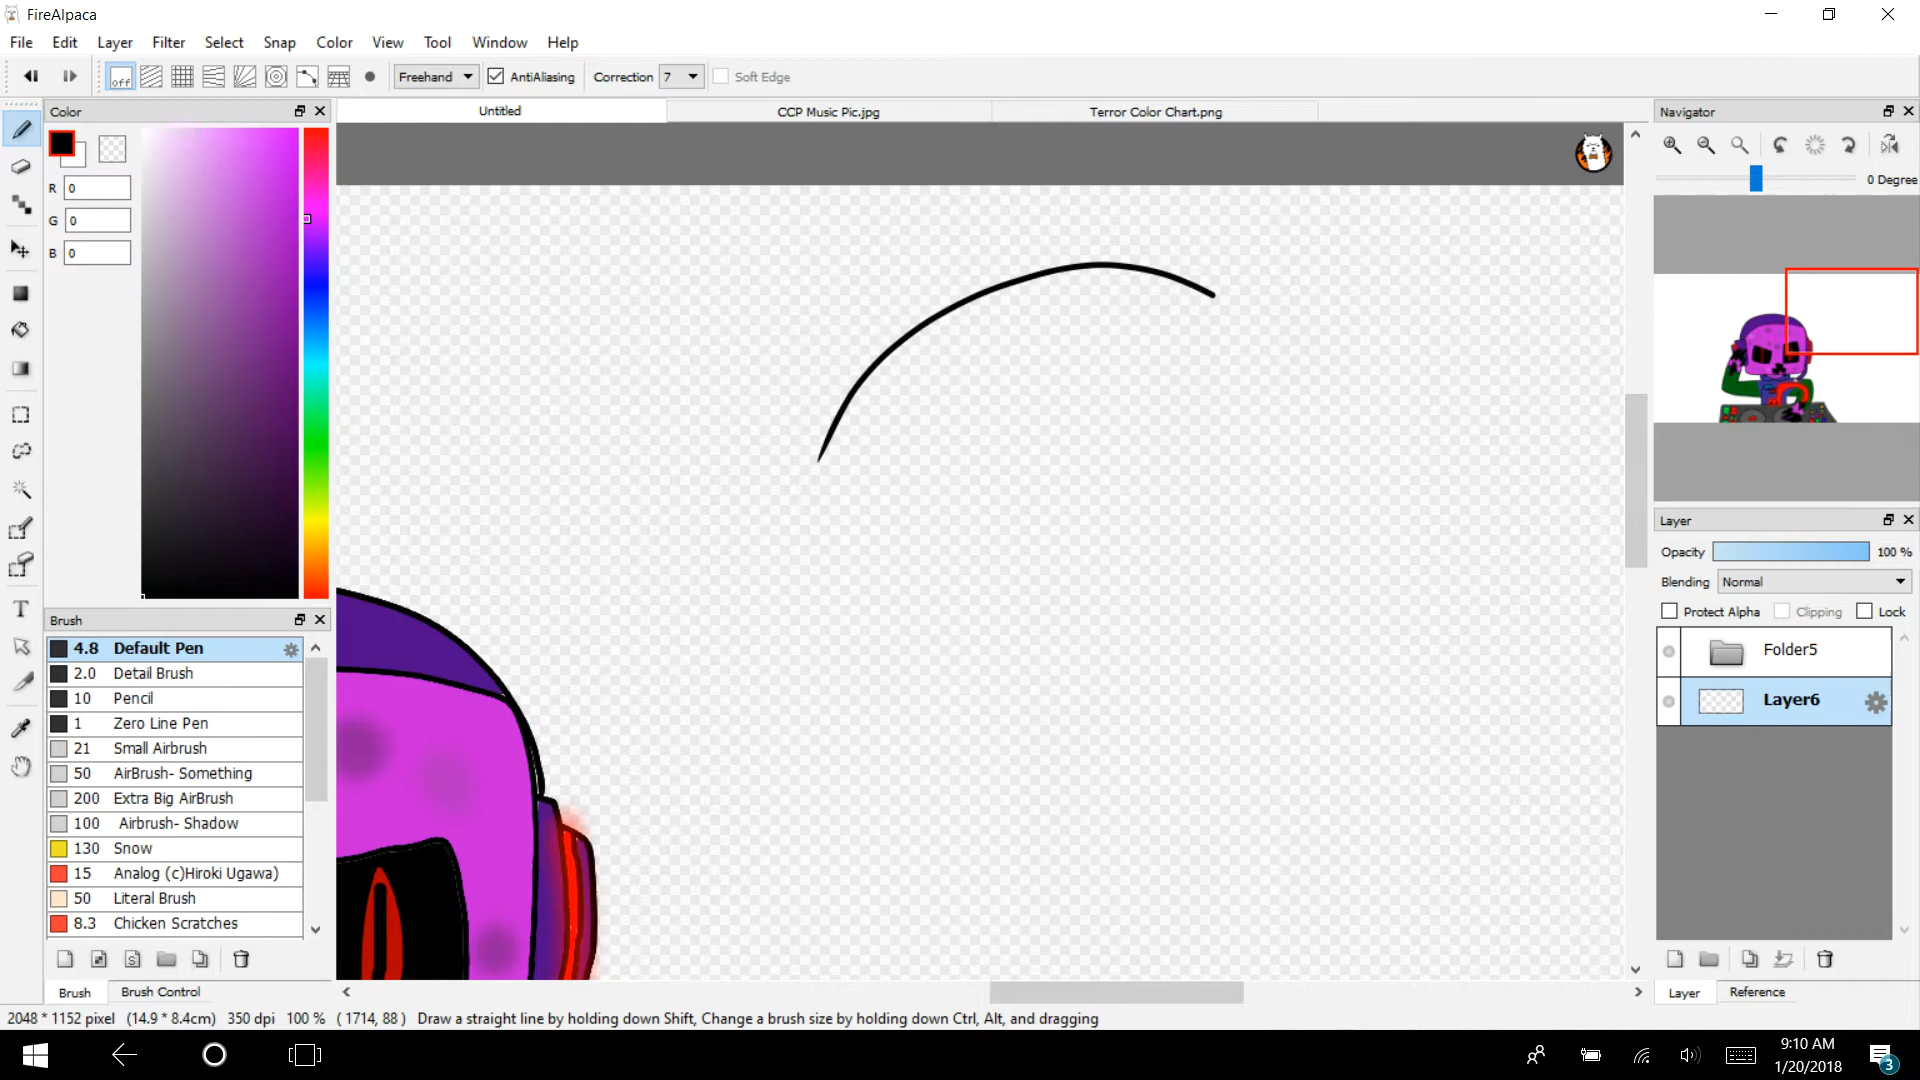 FireAlpaca
File Edit Layer Filter Select Snap Color View Tool Window Help
off Freehand AntiAliasing Correction 7 Soft Edge
Color Untitled CCP Music Pic.jpg Terror Color Chart.png Navigator
0 Degree
R 0
G 0
B 0
Layer
Opacity 100 %
Blending Normal
Protect Alpha Clipping Lock
Folder5
Layer6
Brush
4.8 Default Pen
2.0 Detail Brush
10 Pencil
1 Zero Line Pen
21 Small Airbrush
50 AirBrush- Something
200 Extra Big AirBrush
100 Airbrush- Shadow
130 Snow
15 Analog (c)Hiroki Ugawa)
50 Literal Brush
8.3 Chicken Scratches
Brush Brush Control Layer Reference
2048 * 1152 pixel (14.9 * 8.4cm) 350 dpi 100 % ( 1714, 88 ) Draw a straight line by holding down Shift, Change a brush size by holding down Ctrl, Alt, and dragging
9:10 AM
1/20/2018
3